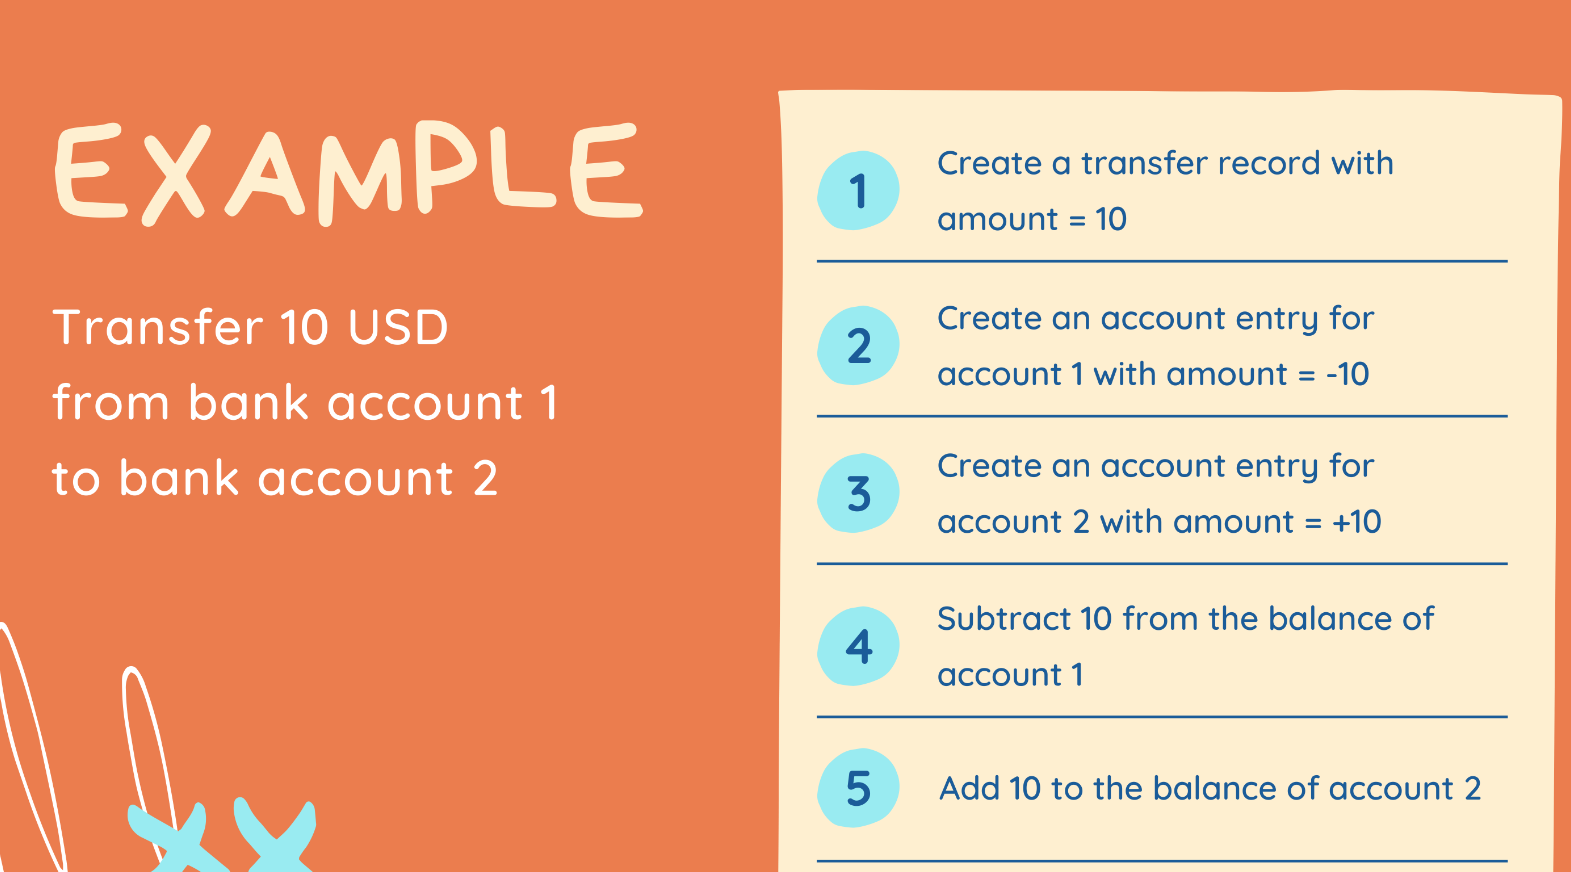 EXAMPLE
Transfer 10 USD
from bank account 1
to bank account 2
1
Create a transfer record with
amount = 10
2
Create an account entry for
account 1 with amount = -10
3
Create an account entry for
account 2 with amount = +10
4
Subtract 10 from the balance of
account 1
5
Add 10 to the balance of account 2